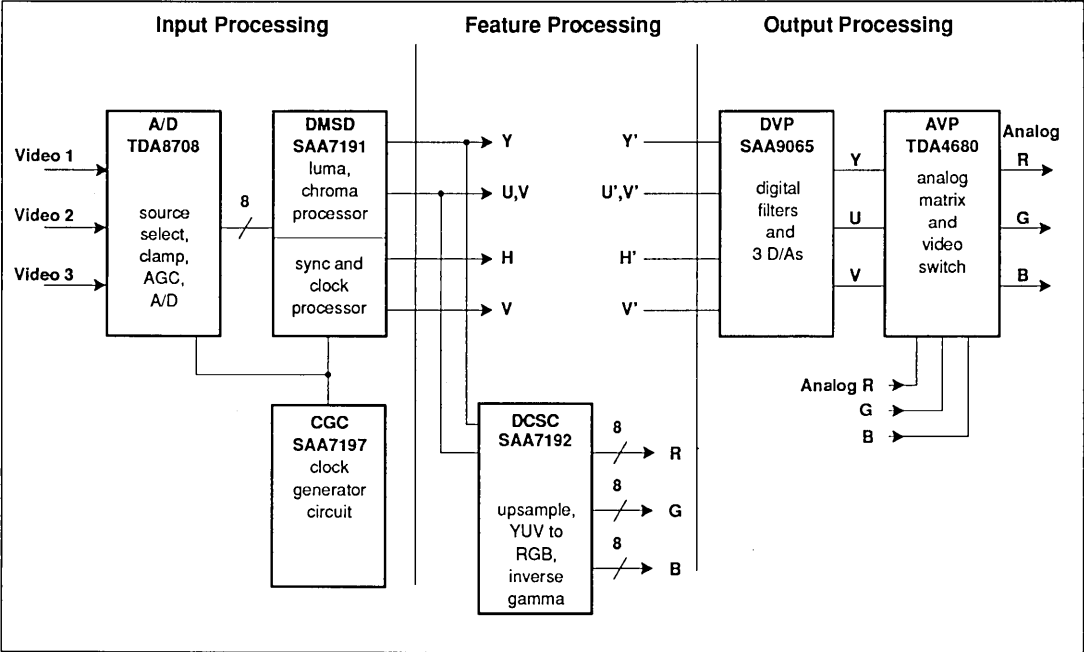 Input Processing
Feature Processing
Output Processing
Video 1
Video 2
Video 3
A/D
TDA8708
source
select,
clamp,
AGC,
A/D
8
DMSD
SAA7191
luma,
chroma
processor
sync and
clock
processor
CGC
SAA7197
clock
generator
circuit
Y
U,V
H
V
DCSC
SAA7192
upsample,
YUV to
RGB,
inverse
gamma
8
R
8
G
8
B
Y'
U',V'
H'
V'
DVP
SAA9065
digital
filters
and
3 D/As
Y
U
V
AVP
TDA4680
analog
matrix
and
video
switch
Analog
R
G
B
Analog R
G
B